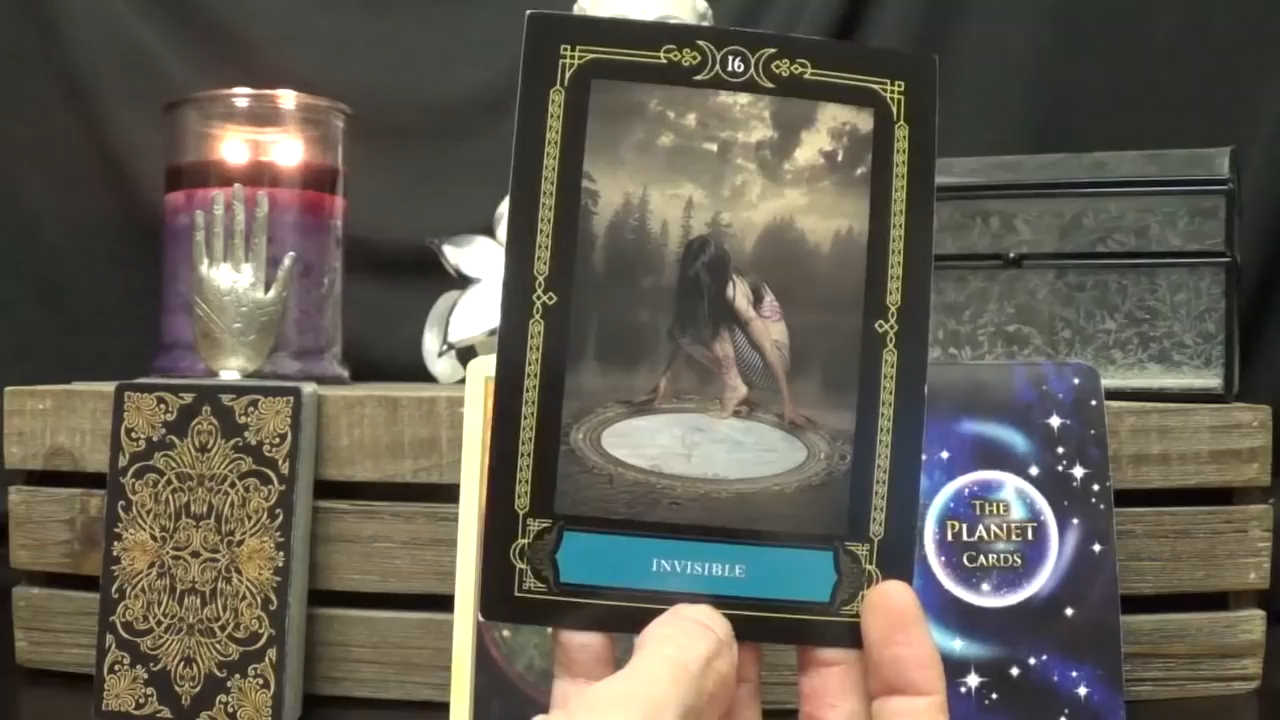 16
INVISIBLE
THE
PLANET
CARDS